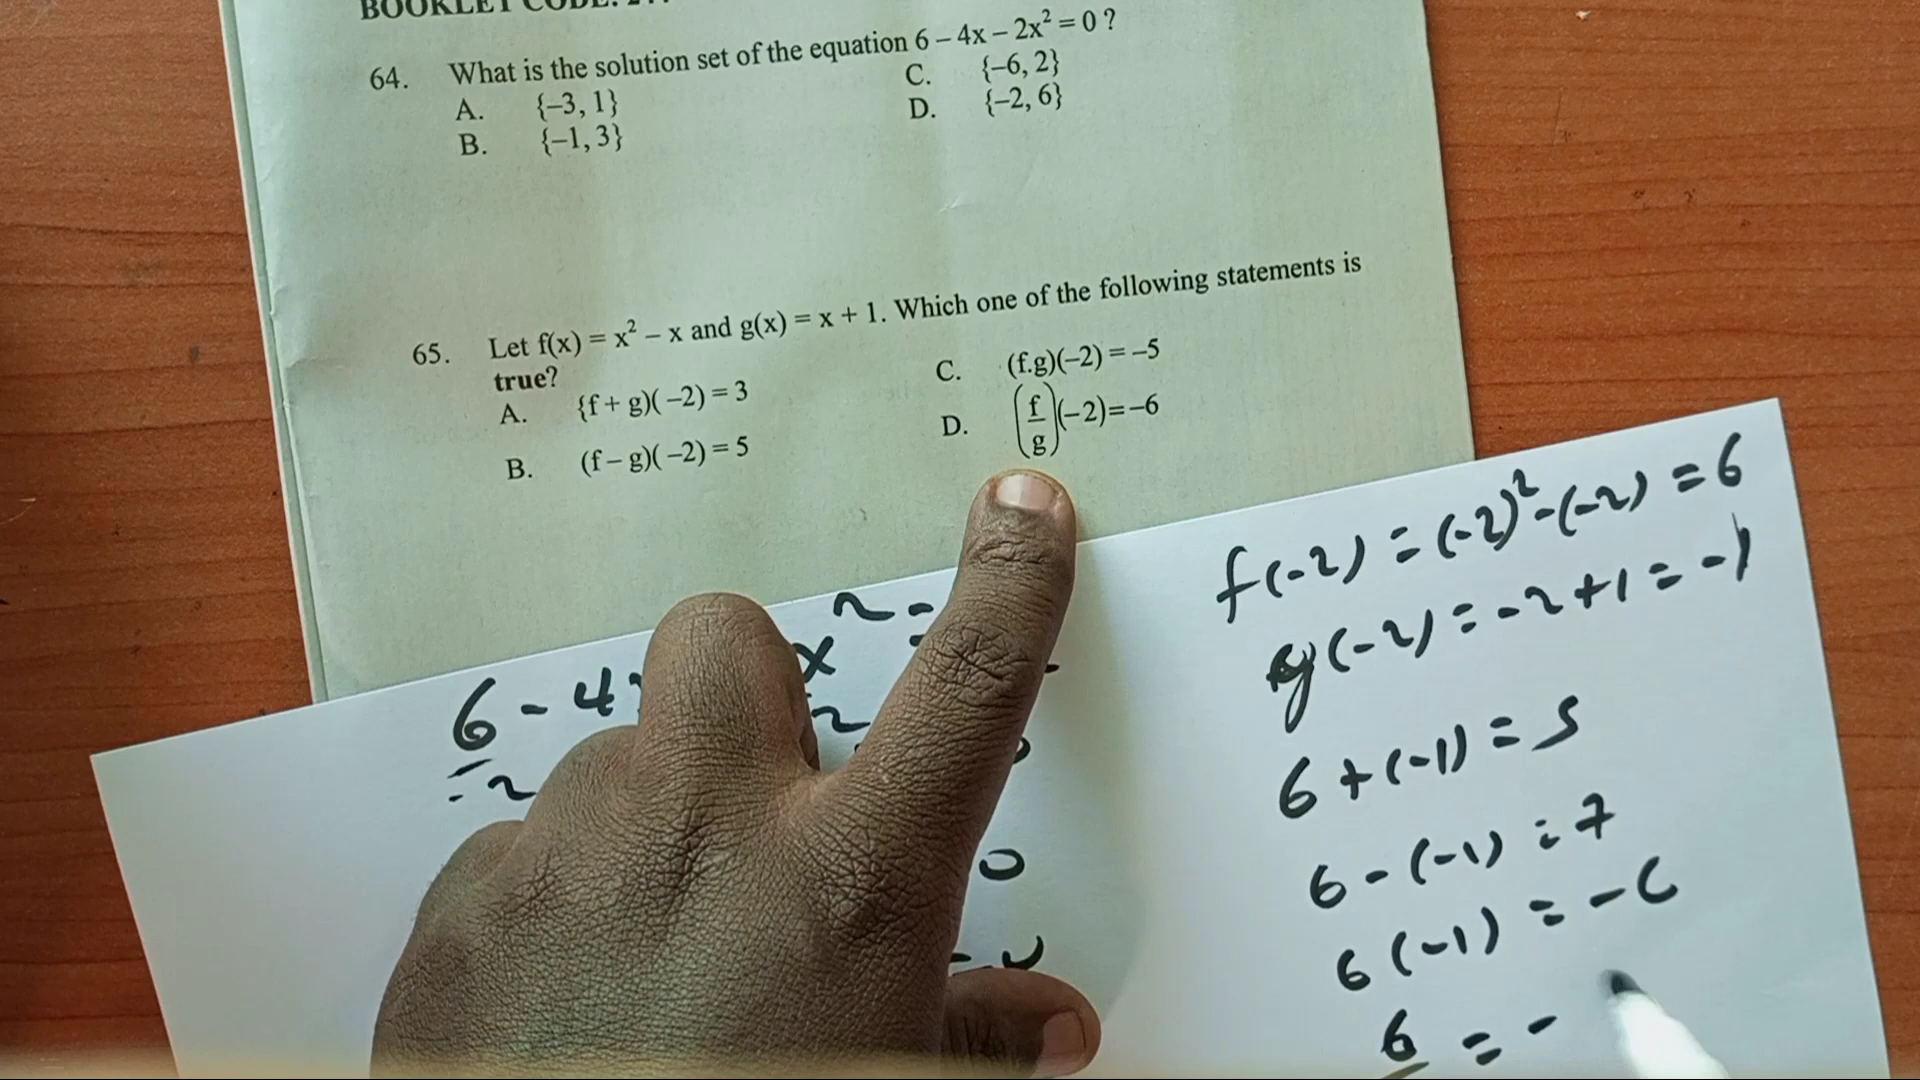 64. What is the solution set of the equation 6 – 4x – 2x² = 0 ?
A. {–3, 1}
B. {–1, 3}
C. {–6, 2}
D. {–2, 6}
65. Let f(x) = x² – x and g(x) = x + 1. Which one of the following statements is
true?
A. {f + g)( –2) = 3
B. (f – g)( –2) = 5
C. (f.g)(–2) = –5
D. (f/g)(–2)=–6
f(-2) = (-2)²-(-2) = 6
g(-2) = -2+1 = -1
6 + (-1) = 5
6 - (-1) = 7
6 (-1) = -6
6 = -
6 - 4
-2